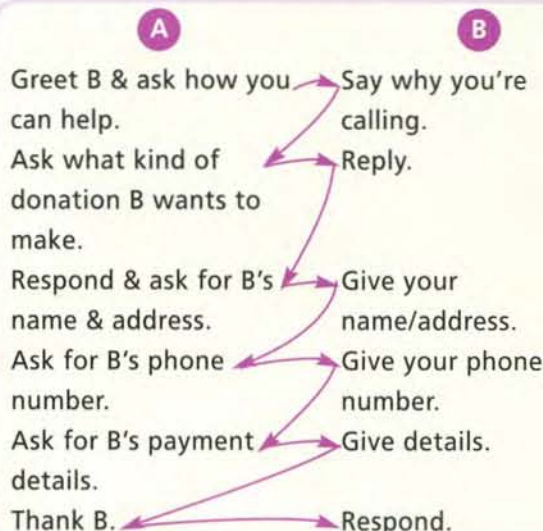 A
B
Greet B & ask how you
can help.
Say why you're
calling.
Ask what kind of
donation B wants to
make.
Reply.
Respond & ask for B's
name & address.
Give your
name/address.
Ask for B's phone
number.
Give your phone
number.
Ask for B's payment
details.
Give details.
Thank B.
Respond.